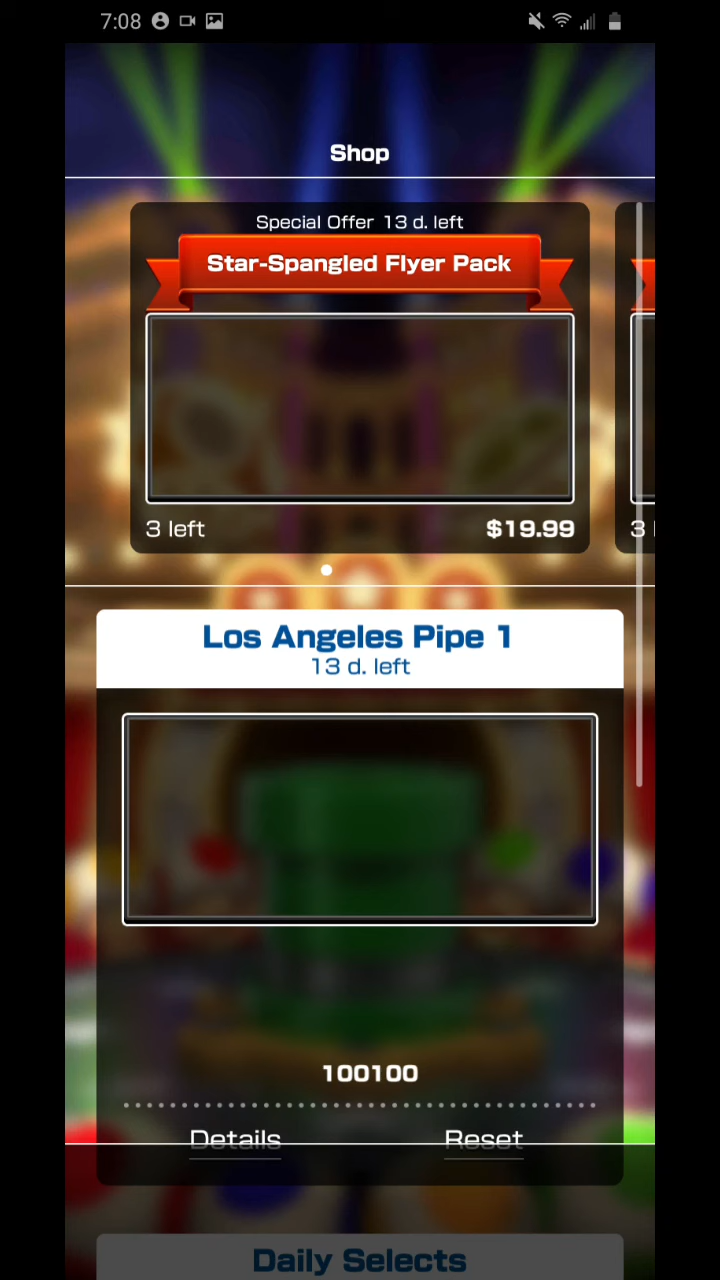 7:08
Shop
Special Offer 13 d. left
Star-Spangled Flyer Pack
3 left
$19.99
3
Los Angeles Pipe 1
13 d. left
100100
Details
Reset
Daily Selects